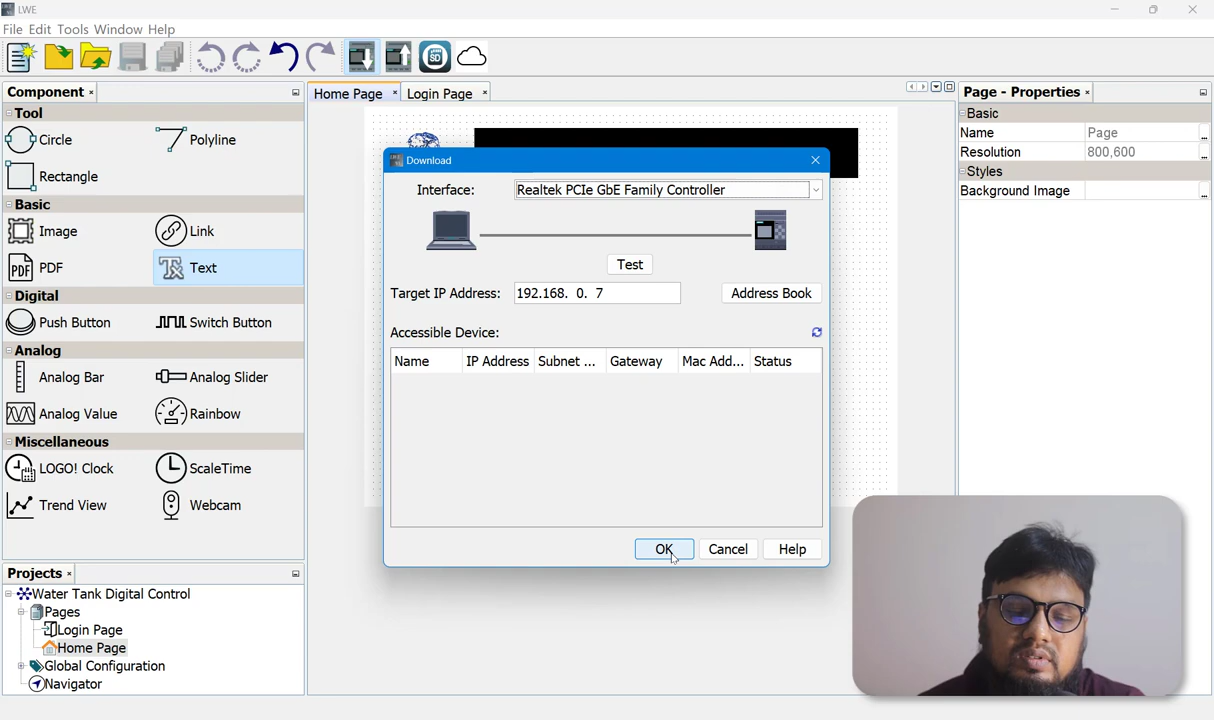 LWE
File Edit Tools Window Help
SD
Component
Tool
Circle
Polyline
Rectangle
Basic
Image
Link
PDF
PDF
Tx
Text
Digital
Push Button
Switch Button
Analog
Analog Bar
Analog Slider
Analog Value
Rainbow
Miscellaneous
LOGO! Clock
ScaleTime
Trend View
Webcam
Projects
Water Tank Digital Control
Pages
Login Page
Home Page
Global Configuration
Navigator
Home Page
Login Page
Download
Interface:
Realtek PCIe GbE Family Controller
Test
Target IP Address:
192.168. 0. 7
Address Book
Accessible Device:
Name IP Address Subnet ... Gateway Mac Add... Status
OK
Cancel
Help
Page - Properties
Basic
Name Page ...
Resolution 800,600 ...
Styles
Background Image ...